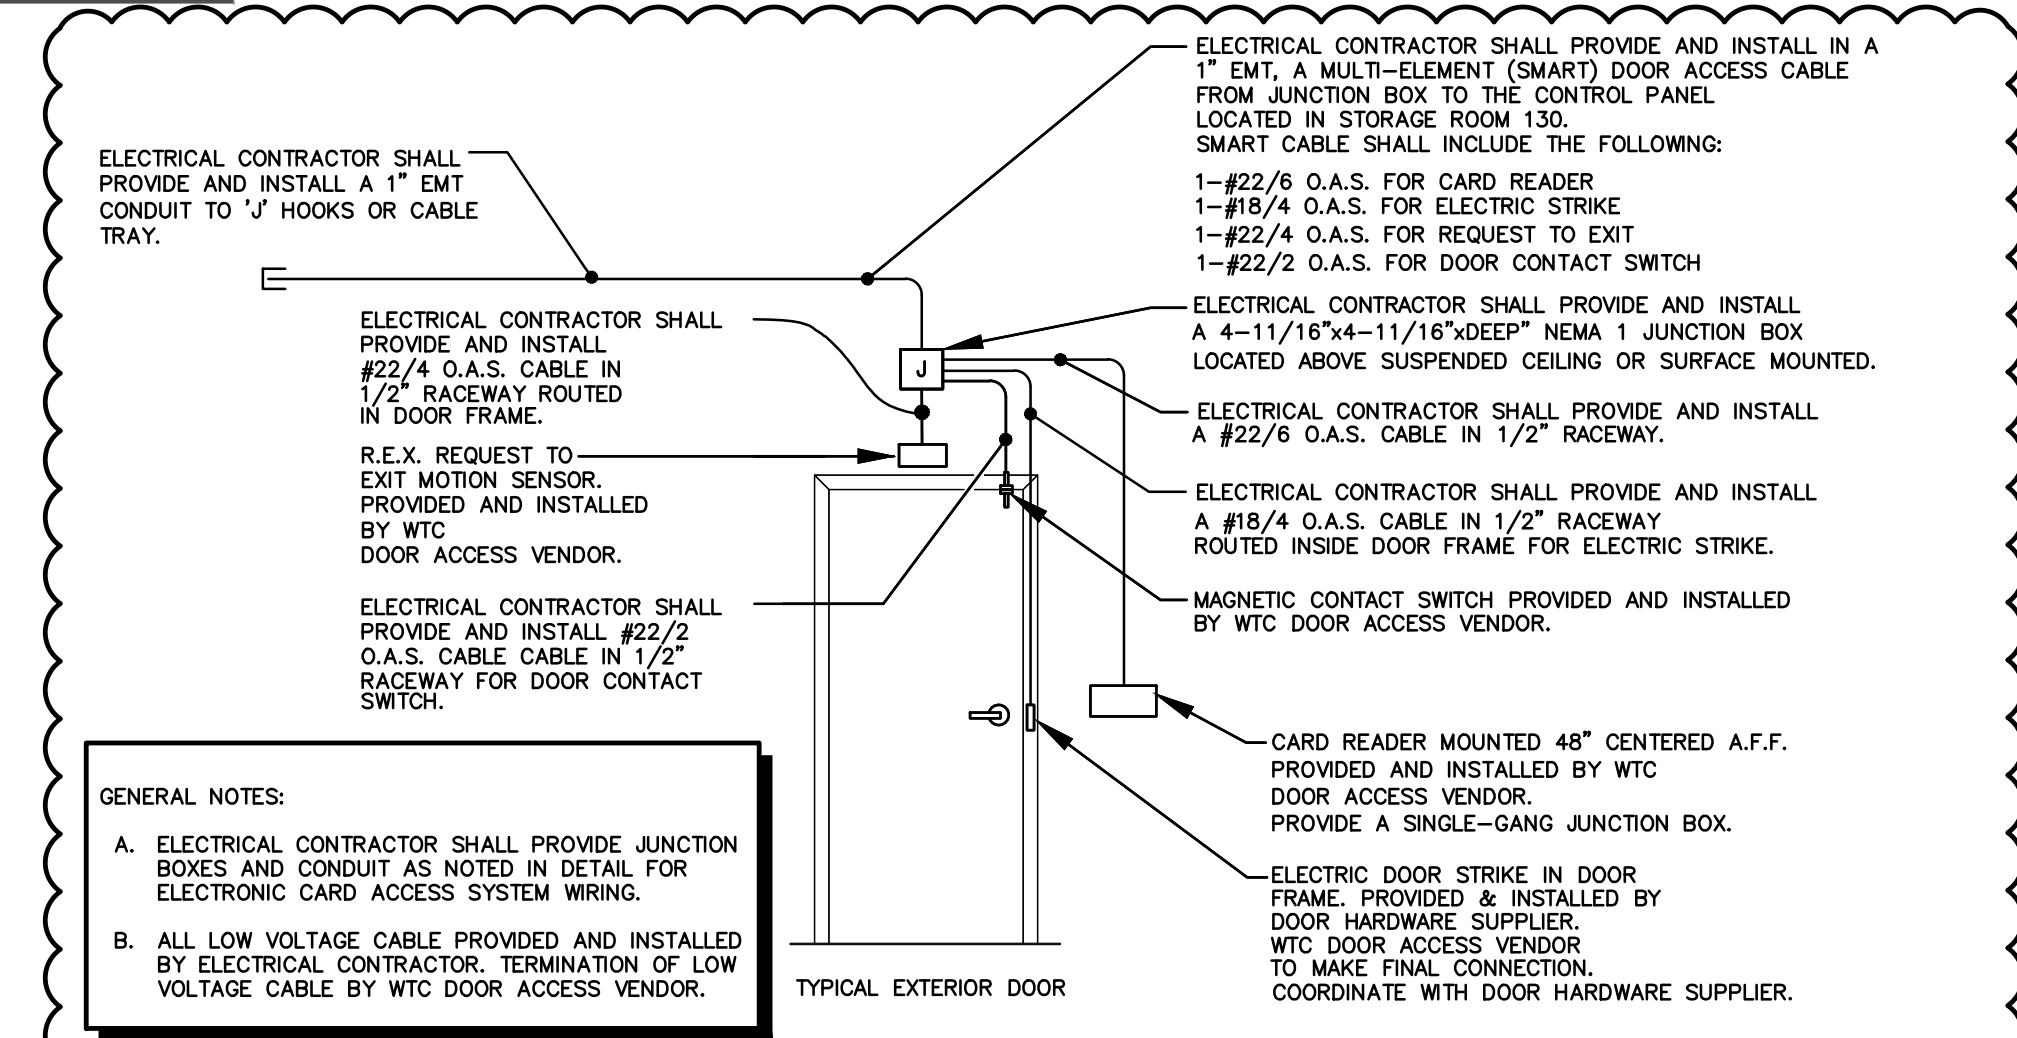 ELECTRICAL CONTRACTOR SHALL
PROVIDE AND INSTALL A 1" EMT
CONDUIT TO 'J' HOOKS OR CABLE
TRAY.
ELECTRICAL CONTRACTOR SHALL PROVIDE AND INSTALL IN A
1" EMT, A MULTI-ELEMENT (SMART) DOOR ACCESS CABLE
FROM JUNCTION BOX TO THE CONTROL PANEL
LOCATED IN STORAGE ROOM 130.
SMART CABLE SHALL INCLUDE THE FOLLOWING:
1-#22/6 O.A.S. FOR CARD READER
1-#18/4 O.A.S. FOR ELECTRIC STRIKE
1-#22/4 O.A.S. FOR REQUEST TO EXIT
1-#22/2 O.A.S. FOR DOOR CONTACT SWITCH
ELECTRICAL CONTRACTOR SHALL
PROVIDE AND INSTALL
#22/4 O.A.S. CABLE IN
1/2" RACEWAY ROUTED
IN DOOR FRAME.
J
ELECTRICAL CONTRACTOR SHALL PROVIDE AND INSTALL
A 4-11/16"x4-11/16"xDEEP" NEMA 1 JUNCTION BOX
LOCATED ABOVE SUSPENDED CEILING OR SURFACE MOUNTED.
ELECTRICAL CONTRACTOR SHALL PROVIDE AND INSTALL
A #22/6 O.A.S. CABLE IN 1/2" RACEWAY.
R.E.X. REQUEST TO
EXIT MOTION SENSOR.
PROVIDED AND INSTALLED
BY WTC
DOOR ACCESS VENDOR.
ELECTRICAL CONTRACTOR SHALL PROVIDE AND INSTALL
A #18/4 O.A.S. CABLE IN 1/2" RACEWAY
ROUTED INSIDE DOOR FRAME FOR ELECTRIC STRIKE.
ELECTRICAL CONTRACTOR SHALL
PROVIDE AND INSTALL #22/2
O.A.S. CABLE CABLE IN 1/2"
RACEWAY FOR DOOR CONTACT
SWITCH.
MAGNETIC CONTACT SWITCH PROVIDED AND INSTALLED
BY WTC DOOR ACCESS VENDOR.
CARD READER MOUNTED 48" CENTERED A.F.F.
PROVIDED AND INSTALLED BY WTC
DOOR ACCESS VENDOR.
PROVIDE A SINGLE-GANG JUNCTION BOX.
ELECTRIC DOOR STRIKE IN DOOR
FRAME. PROVIDED & INSTALLED BY
DOOR HARDWARE SUPPLIER.
WTC DOOR ACCESS VENDOR
TO MAKE FINAL CONNECTION.
COORDINATE WITH DOOR HARDWARE SUPPLIER.
GENERAL NOTES:
A. ELECTRICAL CONTRACTOR SHALL PROVIDE JUNCTION
BOXES AND CONDUIT AS NOTED IN DETAIL FOR
ELECTRONIC CARD ACCESS SYSTEM WIRING.
B. ALL LOW VOLTAGE CABLE PROVIDED AND INSTALLED
BY ELECTRICAL CONTRACTOR. TERMINATION OF LOW
VOLTAGE CABLE BY WTC DOOR ACCESS VENDOR.
TYPICAL EXTERIOR DOOR